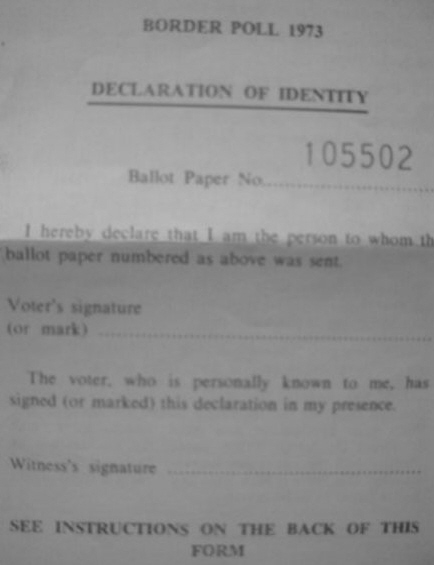 BORDER POLL 1973
DECLARATION OF IDENTITY
105502
Ballot Paper No..............................
I hereby declare that I am the person to whom th
ballot paper numbered as above was sent.
Voter's signature
(or mark) ............................................................
The voter, who is personally known to me, has
signed (or marked) this declaration in my presence.
Witness's signature ..............................................
SEE INSTRUCTIONS ON THE BACK OF THIS
FORM